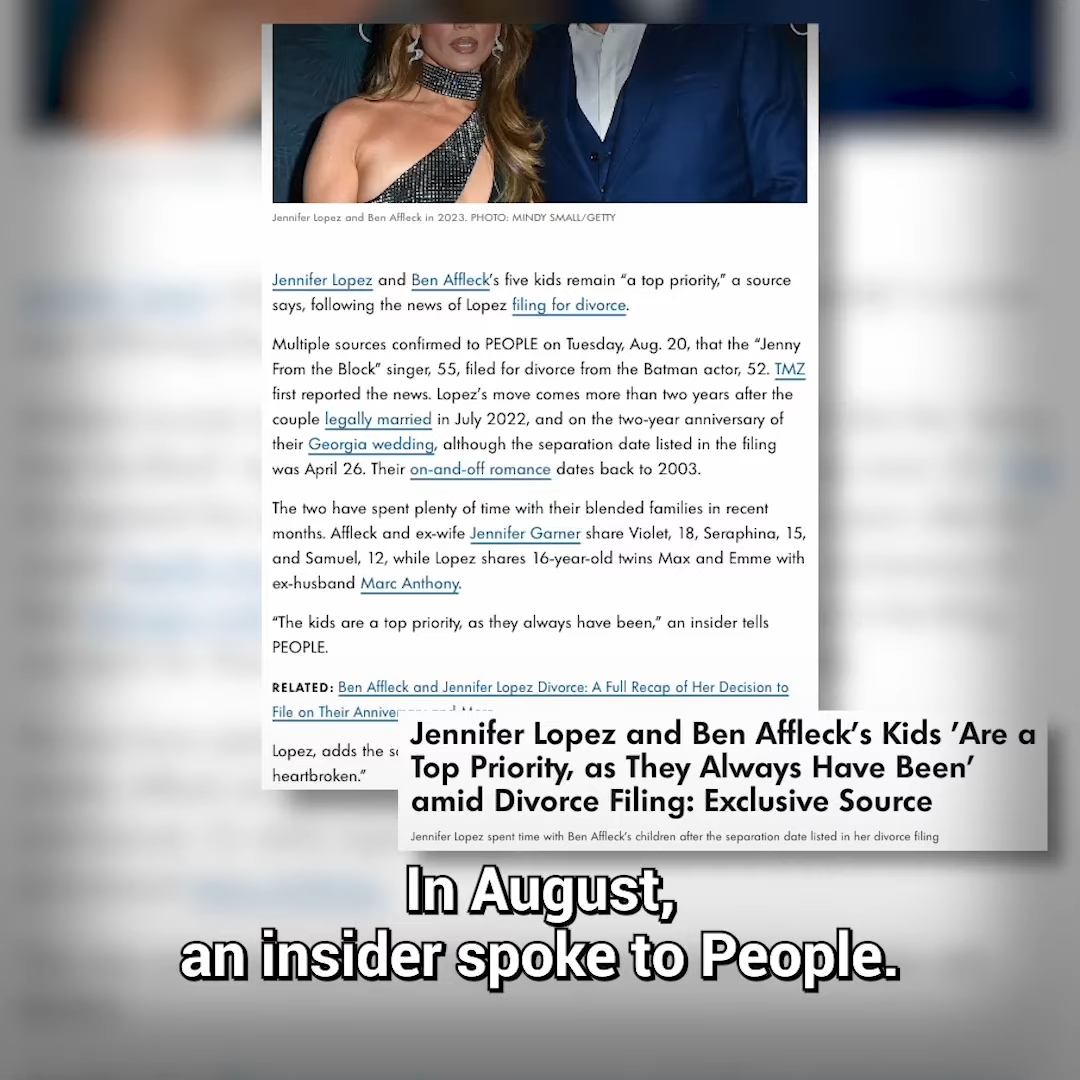 Jennifer Lopez and Ben Affleck in 2023. PHOTO: MINDY SMALL/GETTY
Jennifer Lopez and Ben Affleck's five kids remain “a top priority,” a source
says, following the news of Lopez filing for divorce.
Multiple sources confirmed to PEOPLE on Tuesday, Aug. 20, that the “Jenny
From the Block” singer, 55, filed for divorce from the Batman actor, 52. TMZ
first reported the news. Lopez's move comes more than two years after the
couple legally married in July 2022, and on the two-year anniversary of
their Georgia wedding, although the separation date listed in the filing
was April 26. Their on-and-off romance dates back to 2003.
The two have spent plenty of time with their blended families in recent
months. Affleck and ex-wife Jennifer Garner share Violet, 18, Seraphina, 15,
and Samuel, 12, while Lopez shares 16-year-old twins Max and Emme with
ex-husband Marc Anthony.
“The kids are a top priority, as they always have been,” an insider tells
PEOPLE.
RELATED: Ben Affleck and Jennifer Lopez Divorce: A Full Recap of Her Decision to
File on Their
Lopez, adds the
heartbroken.”
Jennifer Lopez and Ben Affleck's Kids ’Are a
Top Priority, as They Always Have Been’
amid Divorce Filing: Exclusive Source
Jennifer Lopez spent time with Ben Affleck's children after the separation date listed in her divorce filing
In August,
an insider spoke to People.